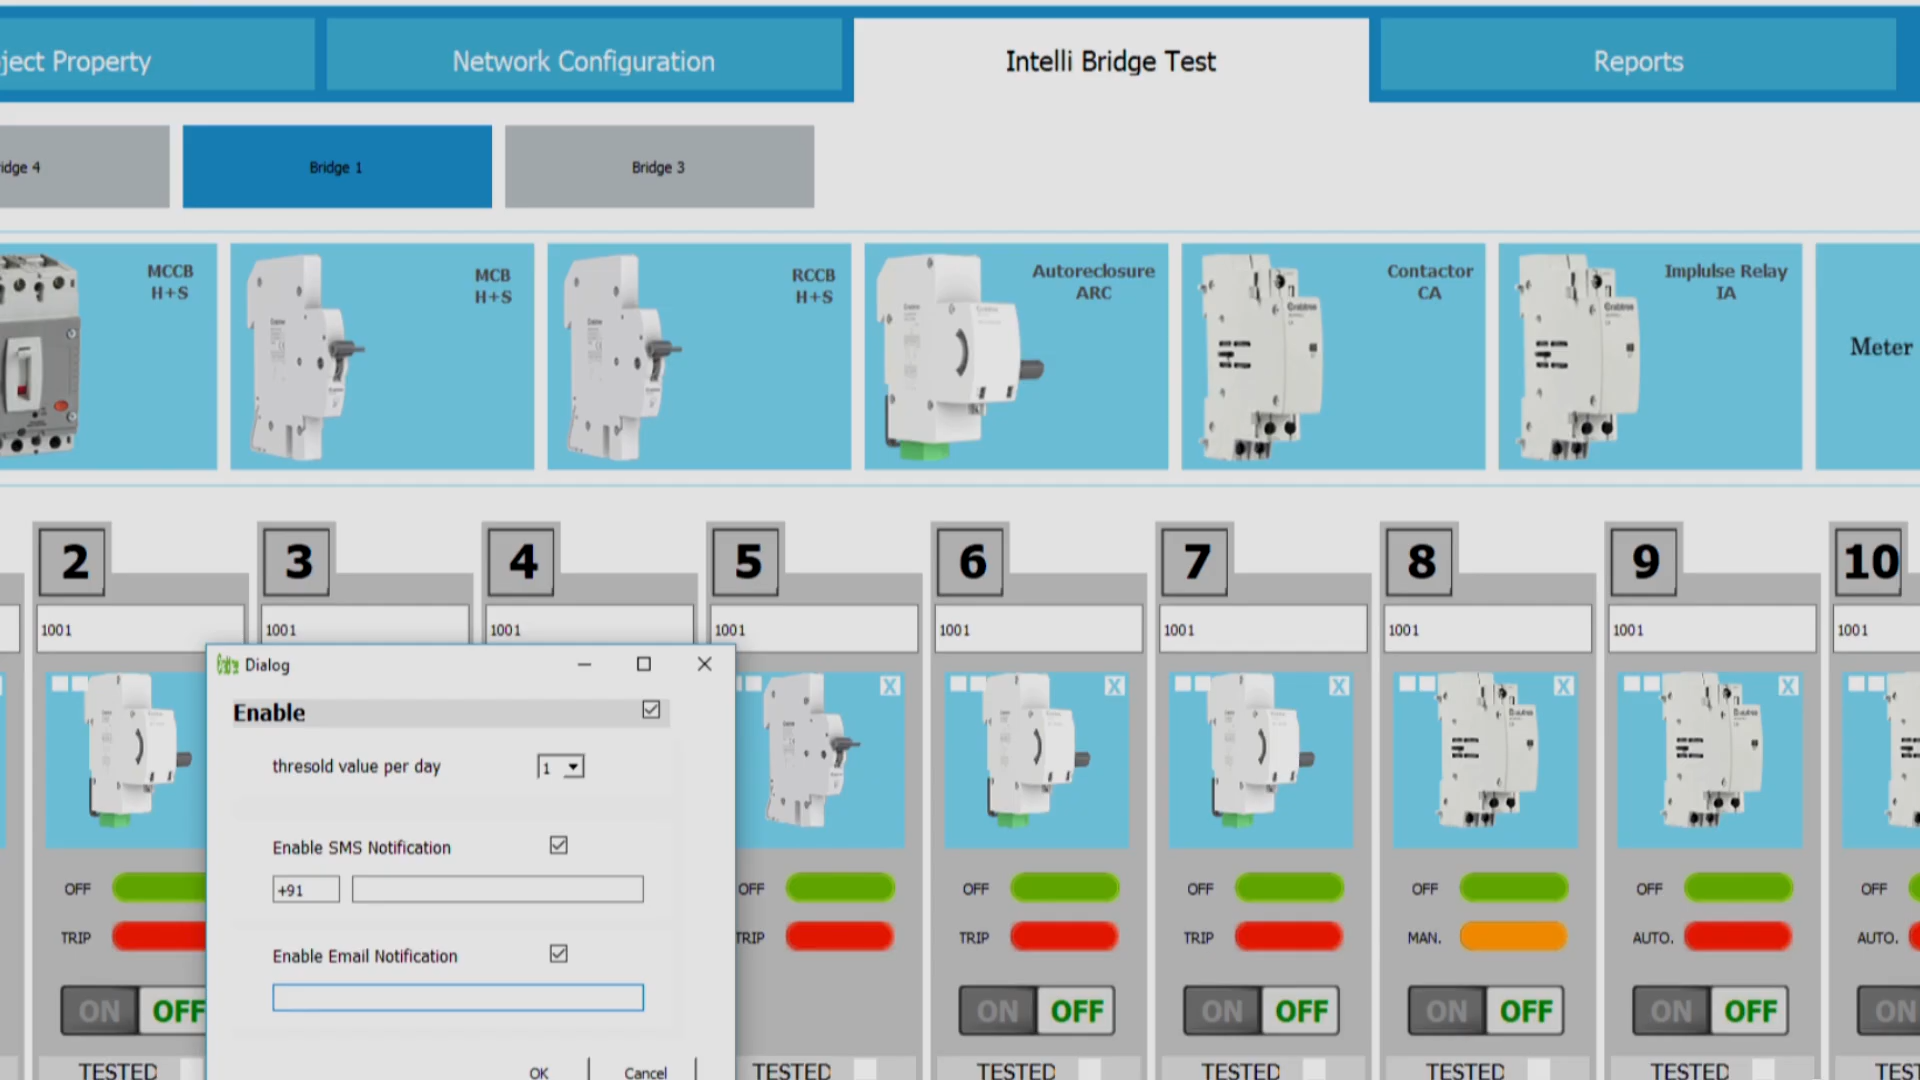 ject Property
Network Configuration
Intelli Bridge Test
Reports
idge 4
Bridge 1
Bridge 3
MCCB
H+S
MCB
H+S
RCCB
H+S
Autoreclosure
ARC
Contactor
CA
Implulse Relay
IA
Meter
2
3
4
5
6
7
8
9
10
1001
1001
1001
1001
1001
1001
1001
1001
1001
X
X
X
X
X
Dialog
Enable
thresold value per day
1
Enable SMS Notification
+91
Enable Email Notification
OK
Cancel
OFF
OFF
OFF
OFF
OFF
OFF
OFF
TRIP
TRIP
TRIP
TRIP
MAN.
AUTO.
AUTO.
ON OFF
ON OFF
ON OFF
ON OFF
ON OFF
ON
TESTED
TESTED
TESTED
TESTED
TESTED
TESTED
TEST